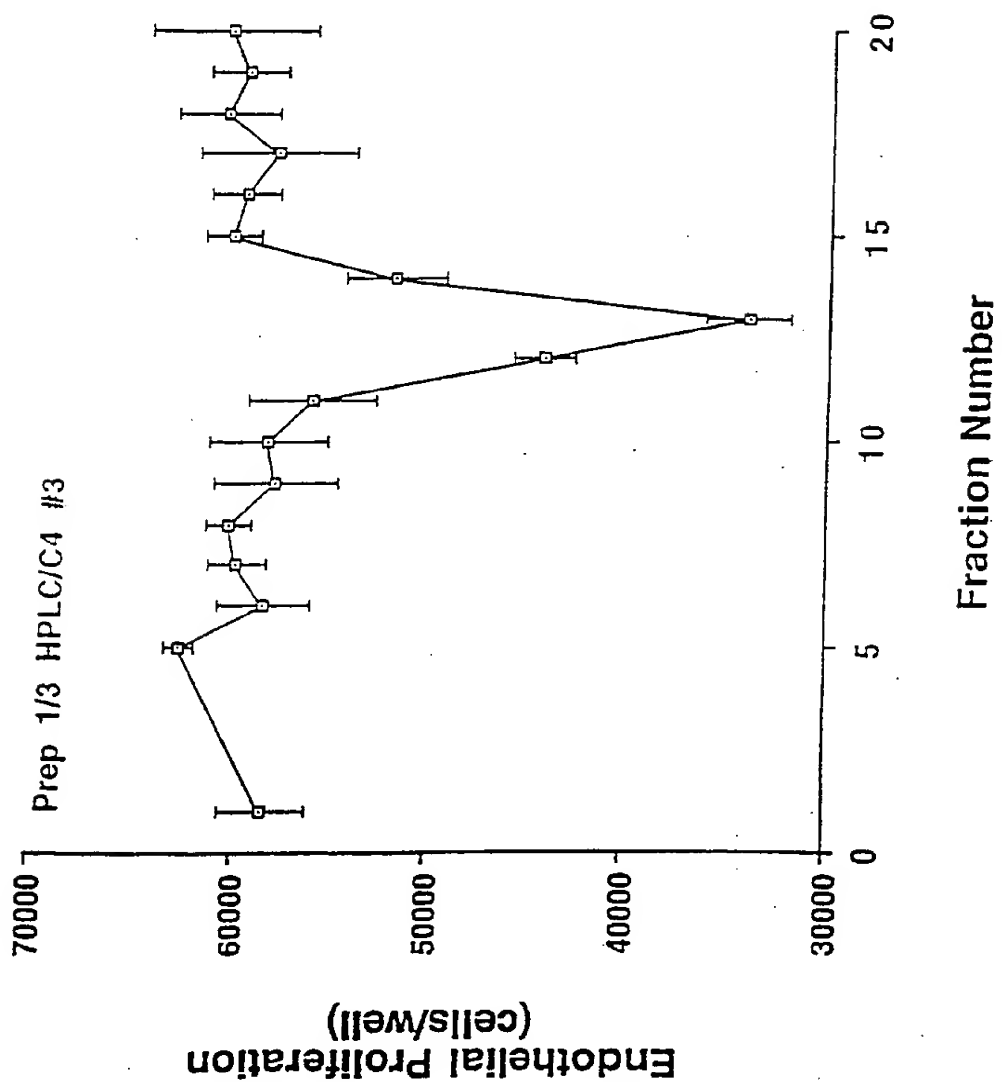 Prep 1/3 HPLC/C4 #3
Endothelial Proliferation
(cells/well)
70000
60000
50000
40000
30000
0
5
10
15
20
Fraction Number